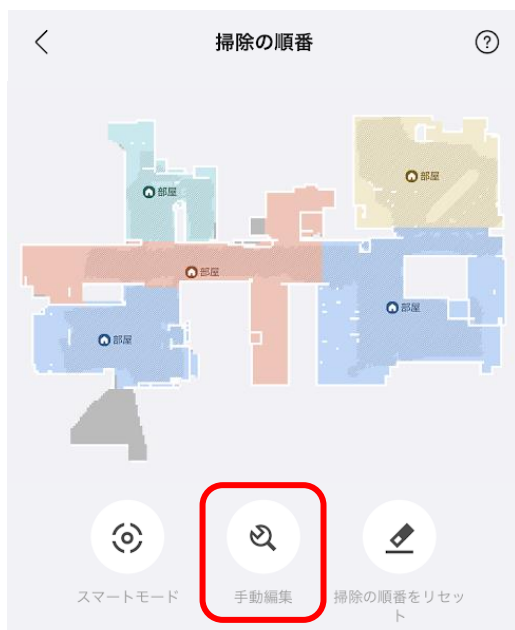 掃除の順番
?
部屋
部屋
部屋
部屋
部屋
スマートモード
手動編集
掃除の順番をリセッ
ト